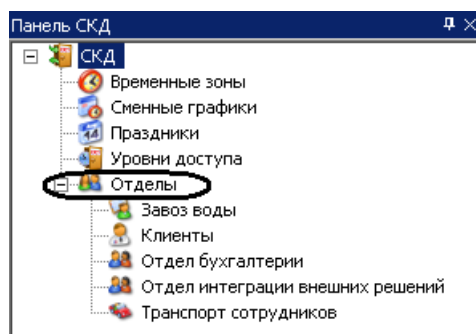 Панель СКД
СКД
Временные зоны
Сменные графики
Праздники
Уровни доступа
Отделы
Завоз воды
Клиенты
Отдел бухгалтерии
Отдел интеграции внешних решений
Транспорт сотрудников